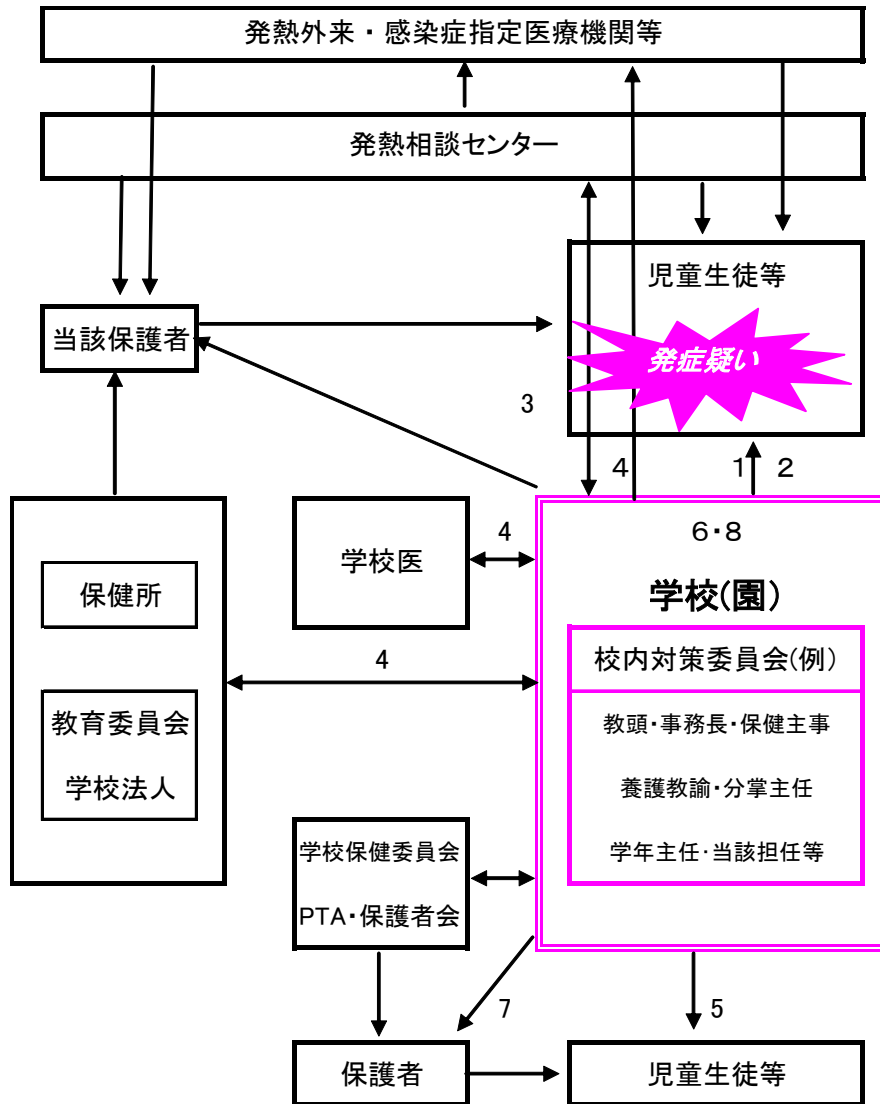 発熱外来・感染症指定医療機関等
発熱相談センター
児童生徒等
発症疑い
当該保護者
3
4
1
2
6・8
学校(園)
校内対策委員会(例)
教頭・事務長・保健主事
養護教諭・分掌主任
学年主任・当該担任等
学校医
4
保健所
教育委員会
学校法人
4
学校保健委員会
PTA・保護者会
7
5
保護者
児童生徒等